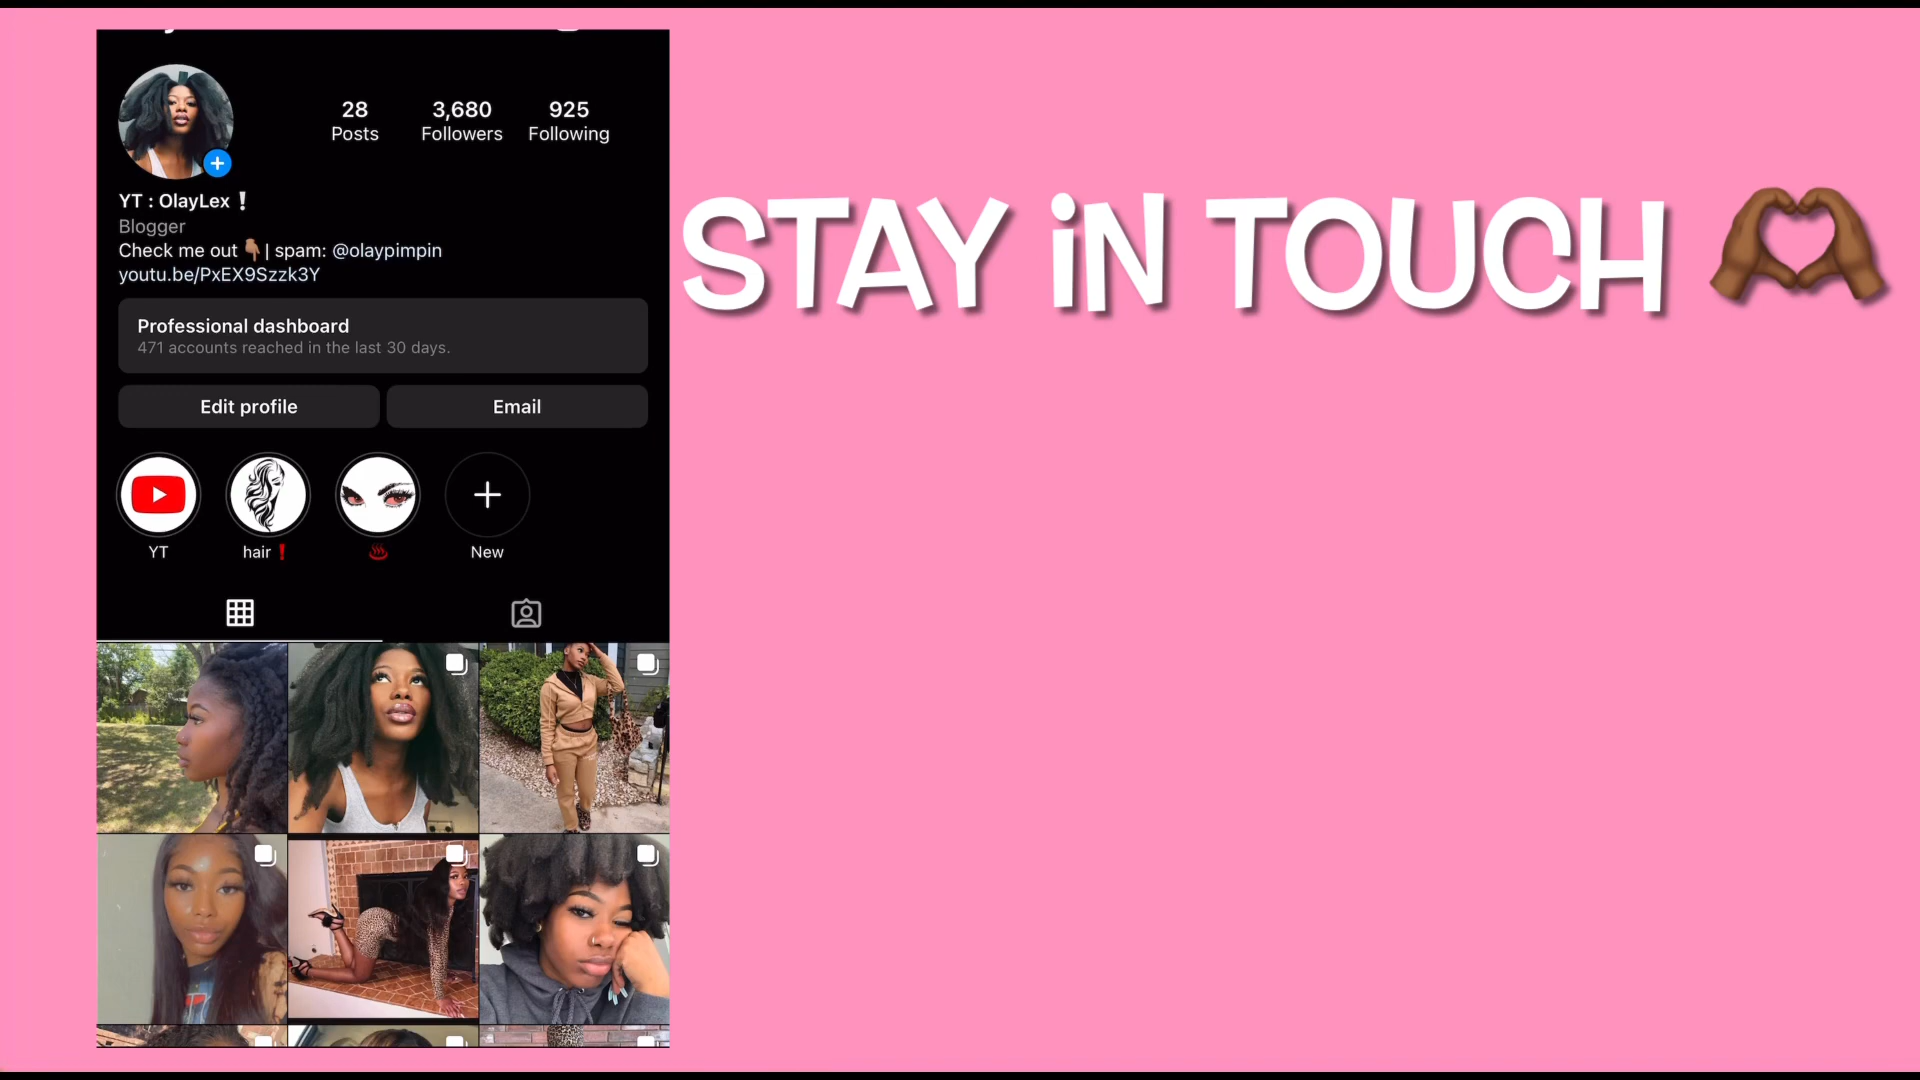 28 3,680 925
Posts Followers Following
YT : OlayLex ❗
Blogger
Check me out 👇🏽| spam: @olaypimpin
youtu.be/PxEX9Szzk3Y
Professional dashboard
471 accounts reached in the last 30 days.
Edit profile Email
YT hair❗ ♨️ New
STAY iN TOUCH 🫶🏾